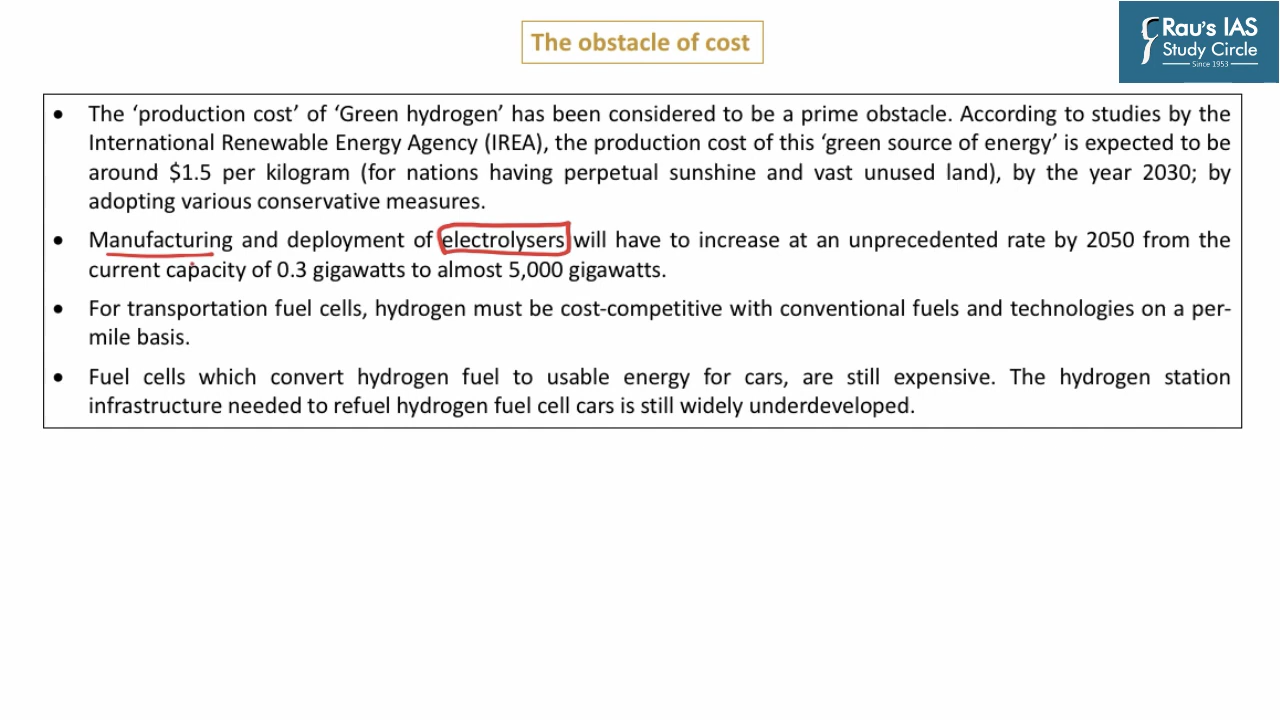 The obstacle of cost
Rau's IAS
Study Circle
Since 1953
• The ‘production cost’ of ‘Green hydrogen’ has been considered to be a prime obstacle. According to studies by the
International Renewable Energy Agency (IREA), the production cost of this ‘green source of energy’ is expected to be
around $1.5 per kilogram (for nations having perpetual sunshine and vast unused land), by the year 2030; by
adopting various conservative measures.
• Manufacturing and deployment of electrolysers will have to increase at an unprecedented rate by 2050 from the
current capacity of 0.3 gigawatts to almost 5,000 gigawatts.
• For transportation fuel cells, hydrogen must be cost-competitive with conventional fuels and technologies on a per-
mile basis.
• Fuel cells which convert hydrogen fuel to usable energy for cars, are still expensive. The hydrogen station
infrastructure needed to refuel hydrogen fuel cell cars is still widely underdeveloped.